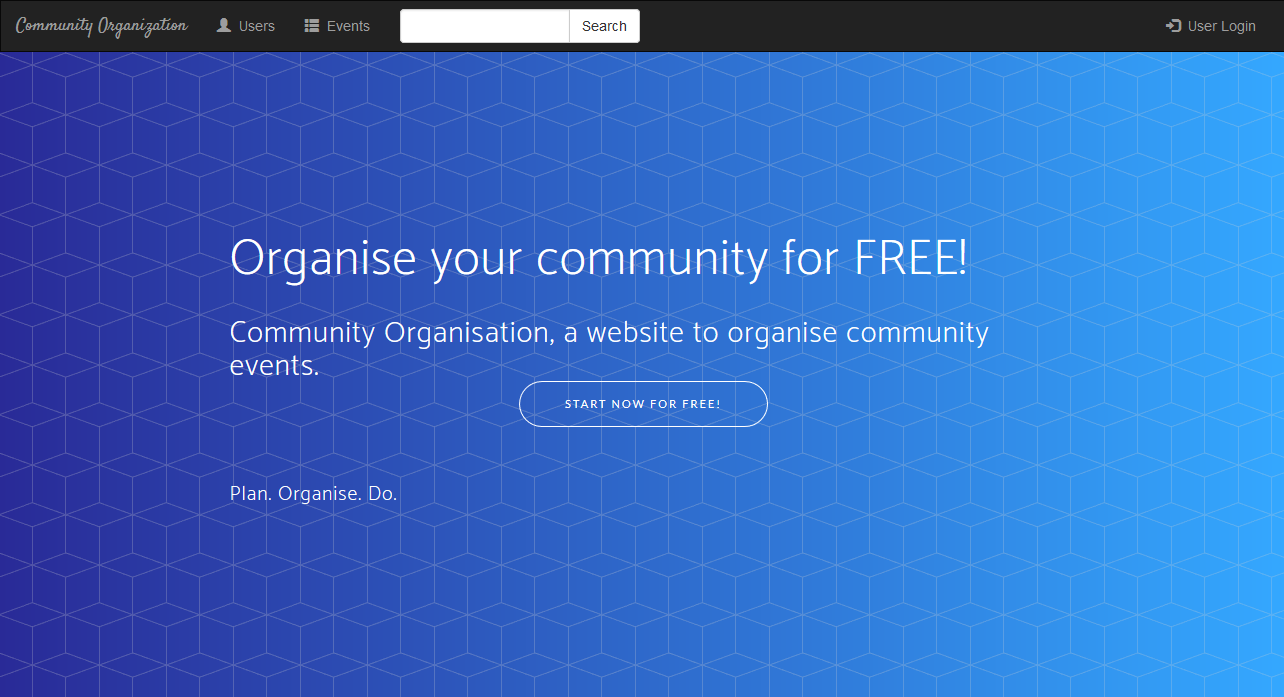 Community Organization Users Events Search User Login
Organise your community for FREE!
Community Organisation, a website to organise community
events.
START NOW FOR FREE!
Plan. Organise. Do.